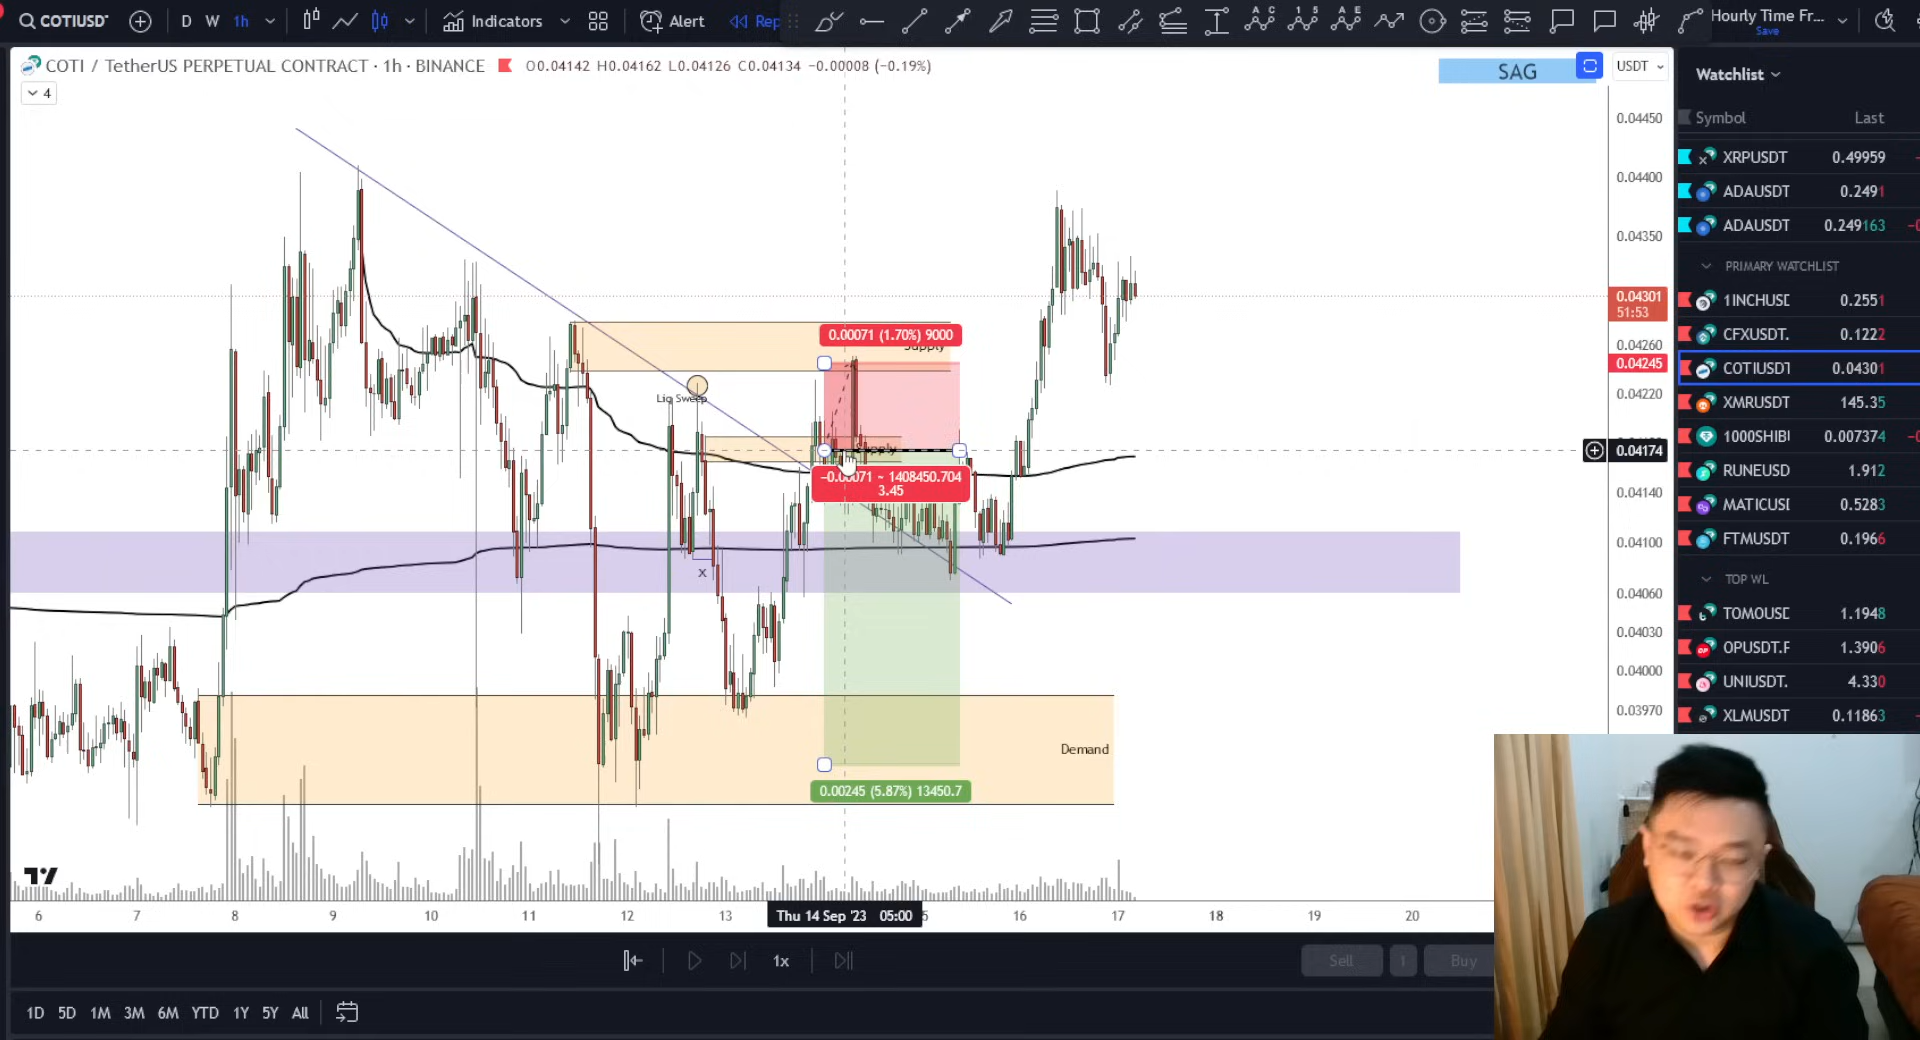 COTIUSDT
D W 1h
Indicators
Alert
Rep
Hourly Time Fr...
Save
COTI / TetherUS PERPETUAL CONTRACT · 1h · BINANCE O0.04142 H0.04162 L0.04126 C0.04134 −0.00008 (−0.19%)
4
SAG
USDT
Watchlist
Symbol Last
XRPUSDT 0.49959
ADAUSDT 0.2491
ADAUSDT 0.249163
PRIMARY WATCHLIST
1INCHUSD 0.2551
CFXUSDT. 0.1222
COTIUSDT 0.04301
XMRUSDT 145.35
1000SHIBU 0.007374
RUNEUSD 1.912
MATICUSD 0.5283
FTMUSDT 0.1966
TOP WL
TOMOUSD 1.1948
OPUSDT.P 1.3906
UNIUSDT. 4.330
XLMUSDT 0.11863
0.04450
0.04400
0.04350
0.04301
51:53
0.04260
0.04245
0.04220
0.04174
0.04140
0.04100
0.04060
0.04030
0.04000
0.03970
0.00071 (1.70%) 9000
Supply
Liq Sweep
Supply
−0.00071 ~ 1408450.704
3.45
x
Demand
0.00245 (5.87%) 13450.7
6 7 8 9 10 11 12 13 Thu 14 Sep '23 05:00 5 16 17 18 19 20
1x
Sell 1 Buy
1D 5D 1M 3M 6M YTD 1Y 5Y All